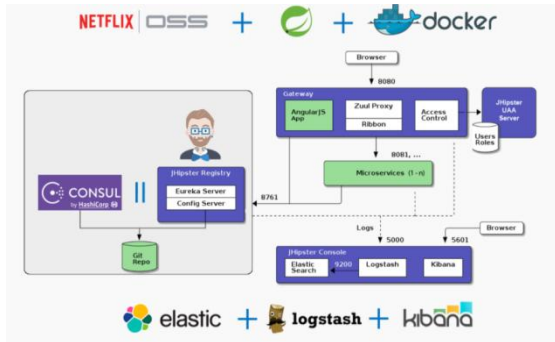 NETFLIX OSS + + docker
Browser
8080
Gateway
AngularJS
App
Zuul Proxy
Ribbon
Access
Control
JHipster
UAA
Server
Users
Roles
8081, ...
Microservices (1-n)
JHipster Registry
Eureka Server
Config Server
8761
CONSUL
by HashiCorp
Git
Repo
Logs
5000
5601
Browser
JHipster Console
Elastic
Search
9200
Logstash
Kibana
elastic + logstash + kibana